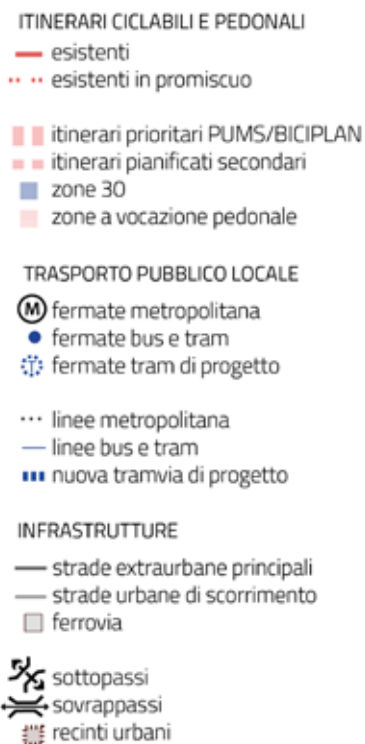 ITINERARI CICLABILI E PEDONALI
esistenti
esistenti in promiscuo
itinerari prioritari PUMS/BICIPLAN
itinerari pianificati secondari
zone 30
zone a vocazione pedonale
TRASPORTO PUBBLICO LOCALE
M fermate metropolitana
fermate bus e tram
T fermate tram di progetto
linee metropolitana
linee bus e tram
nuova tramvia di progetto
INFRASTRUTTURE
strade extraurbane principali
strade urbane di scorrimento
ferrovia
sottopassi
sovrappassi
recinti urbani